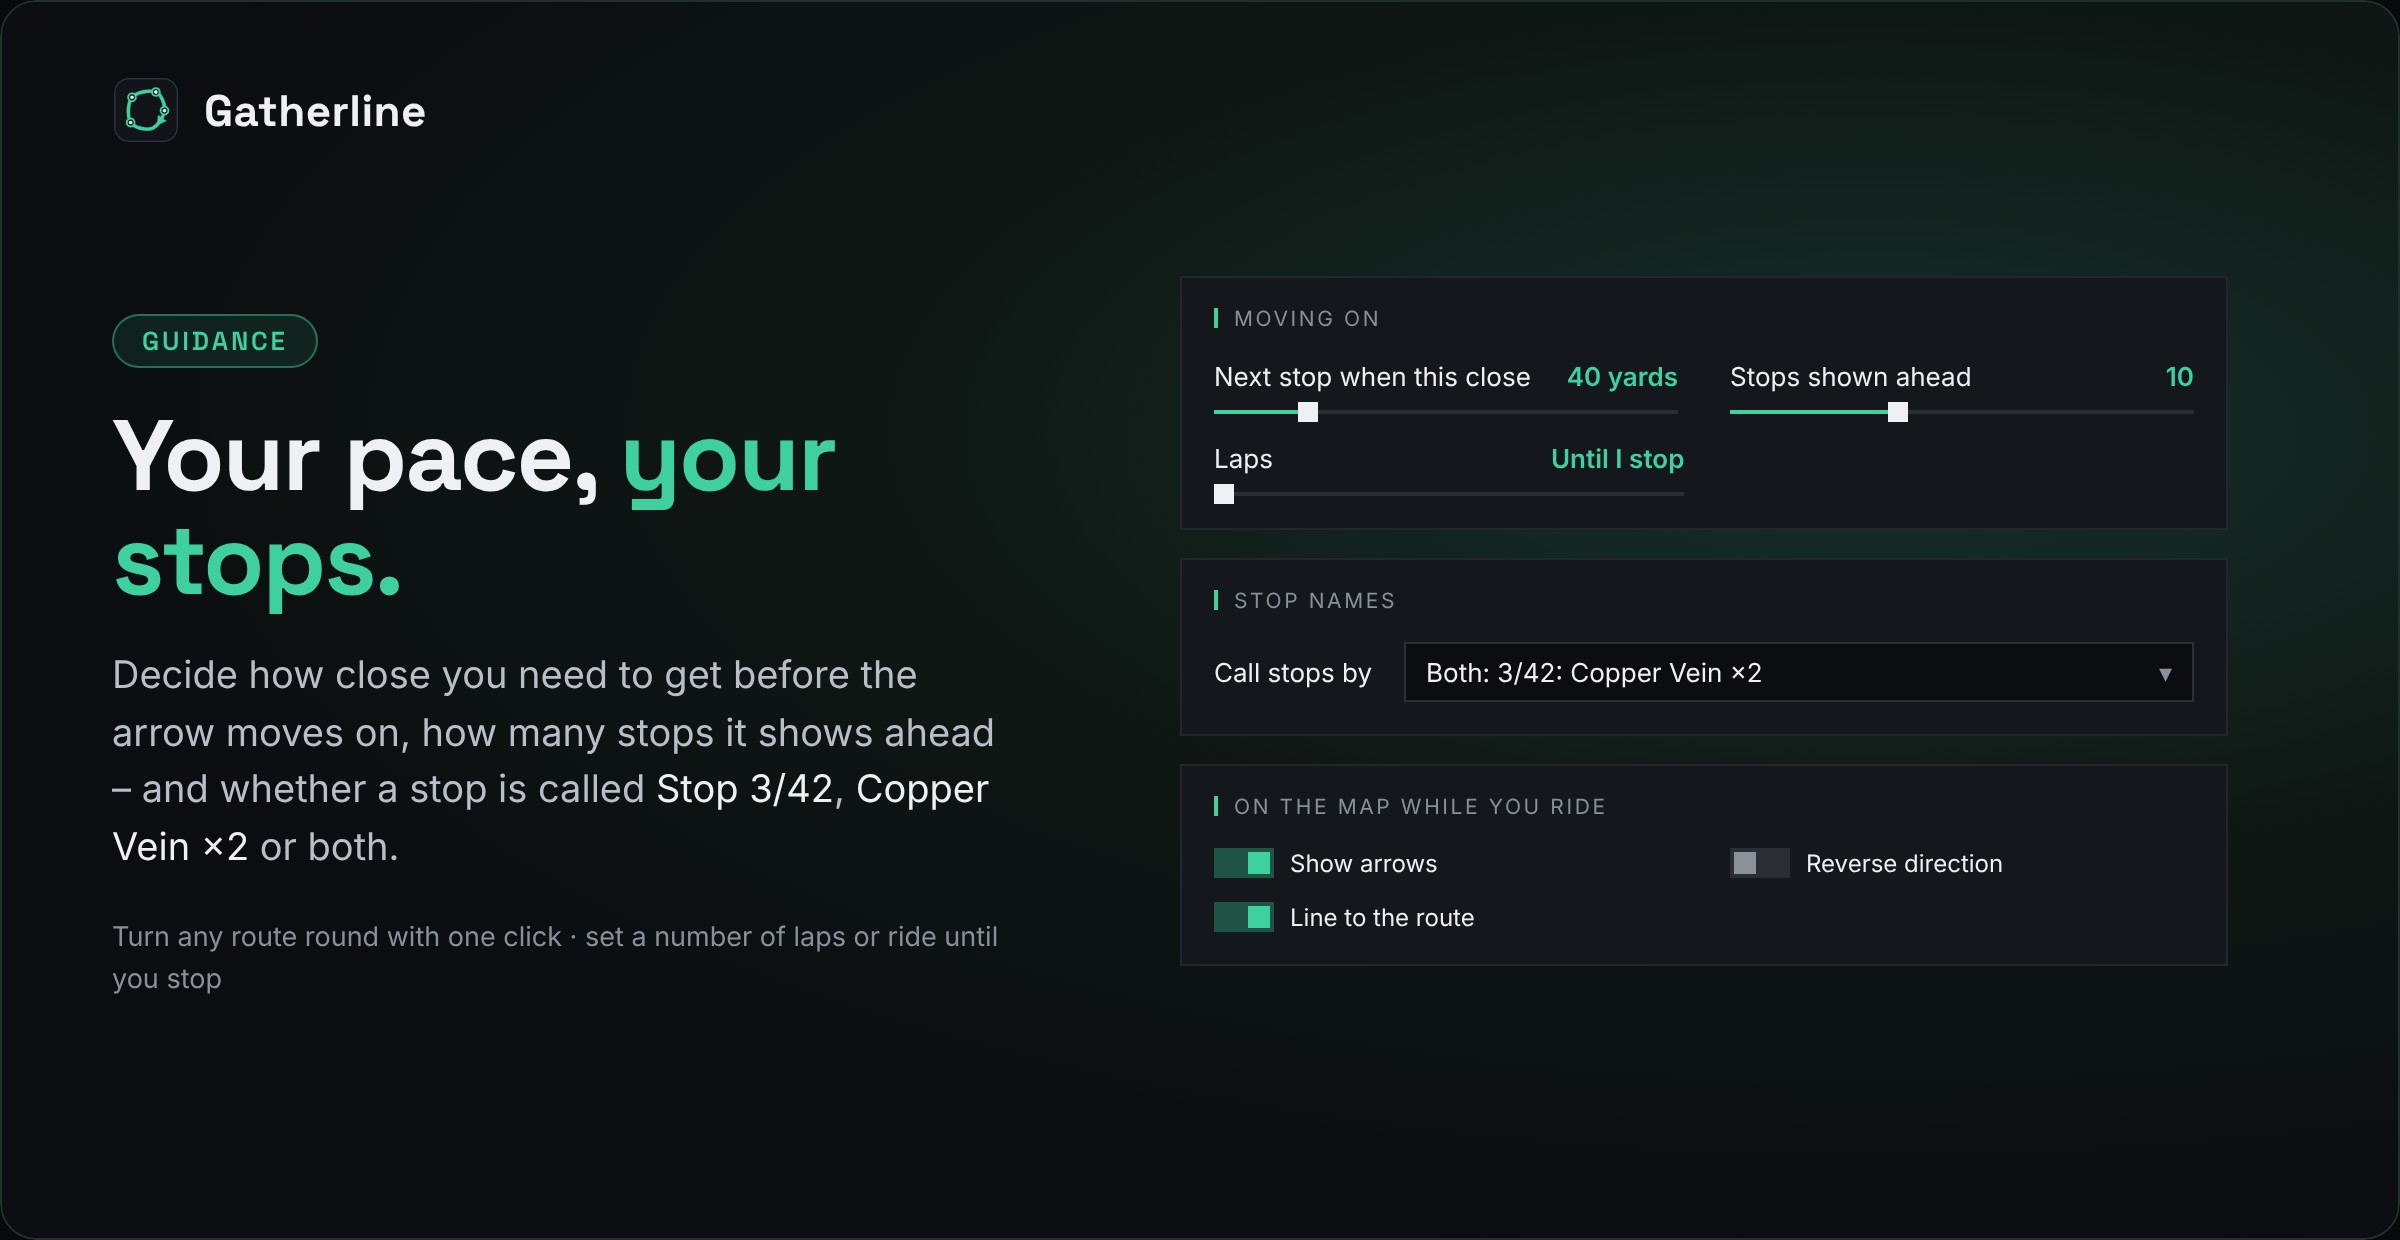 Gatherline
GUIDANCE
Your pace, your
stops.
Decide how close you need to get before the
arrow moves on, how many stops it shows ahead
– and whether a stop is called Stop 3/42, Copper
Vein ×2 or both.
Turn any route round with one click · set a number of laps or ride until
you stop
MOVING ON
Next stop when this close 40 yards
Stops shown ahead 10
Laps Until I stop
STOP NAMES
Call stops by Both: 3/42: Copper Vein ×2
ON THE MAP WHILE YOU RIDE
Show arrows
Reverse direction
Line to the route